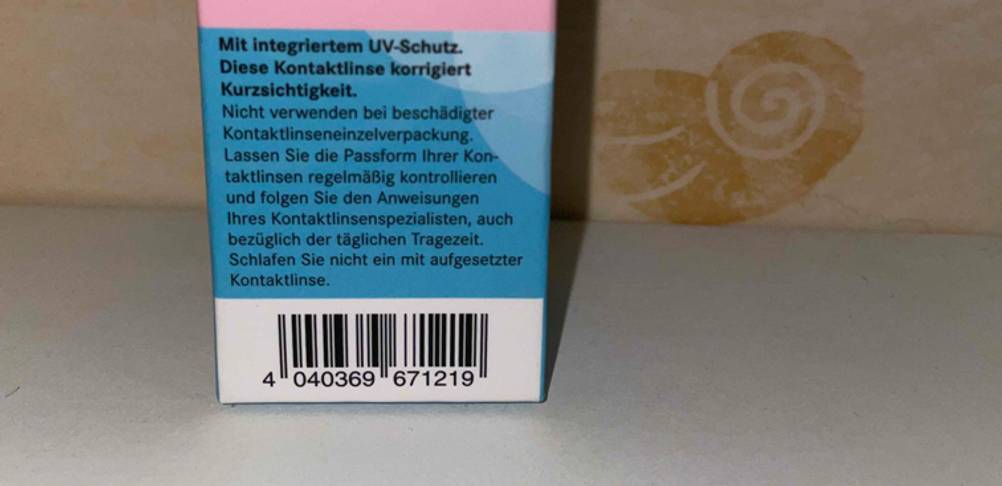 Mit integriertem UV-Schutz.
Diese Kontaktlinse korrigiert
Kurzsichtigkeit.
Nicht verwenden bei beschädigter
Kontaktlinseneinzelverpackung.
Lassen Sie die Passform Ihrer Kon-
taktlinsen regelmäßig kontrollieren
und folgen Sie den Anweisungen
Ihres Kontaktlinsenspezialisten, auch
bezüglich der täglichen Tragezeit.
Schlafen Sie nicht ein mit aufgesetzter
Kontaktlinse.
4 040369 671219